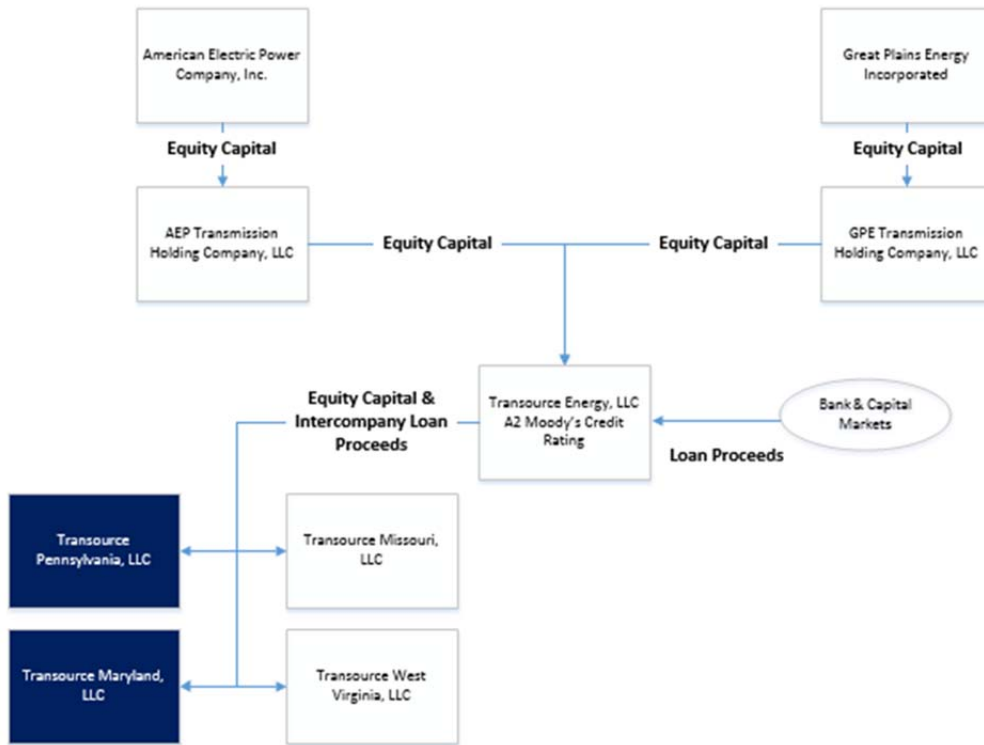 American Electric Power
Company, Inc.
Great Plains Energy
Incorporated
Equity Capital
Equity Capital
AEP Transmission
Holding Company, LLC
Equity Capital
Equity Capital
GPE Transmission
Holding Company, LLC
Equity Capital &
Intercompany Loan
Proceeds
Transource Energy, LLC
A2 Moody's Credit
Rating
Bank & Capital
Markets
Loan Proceeds
Transource
Pennsylvania, LLC
Transource Missouri,
LLC
Transource Maryland,
LLC
Transource West
Virginia, LLC